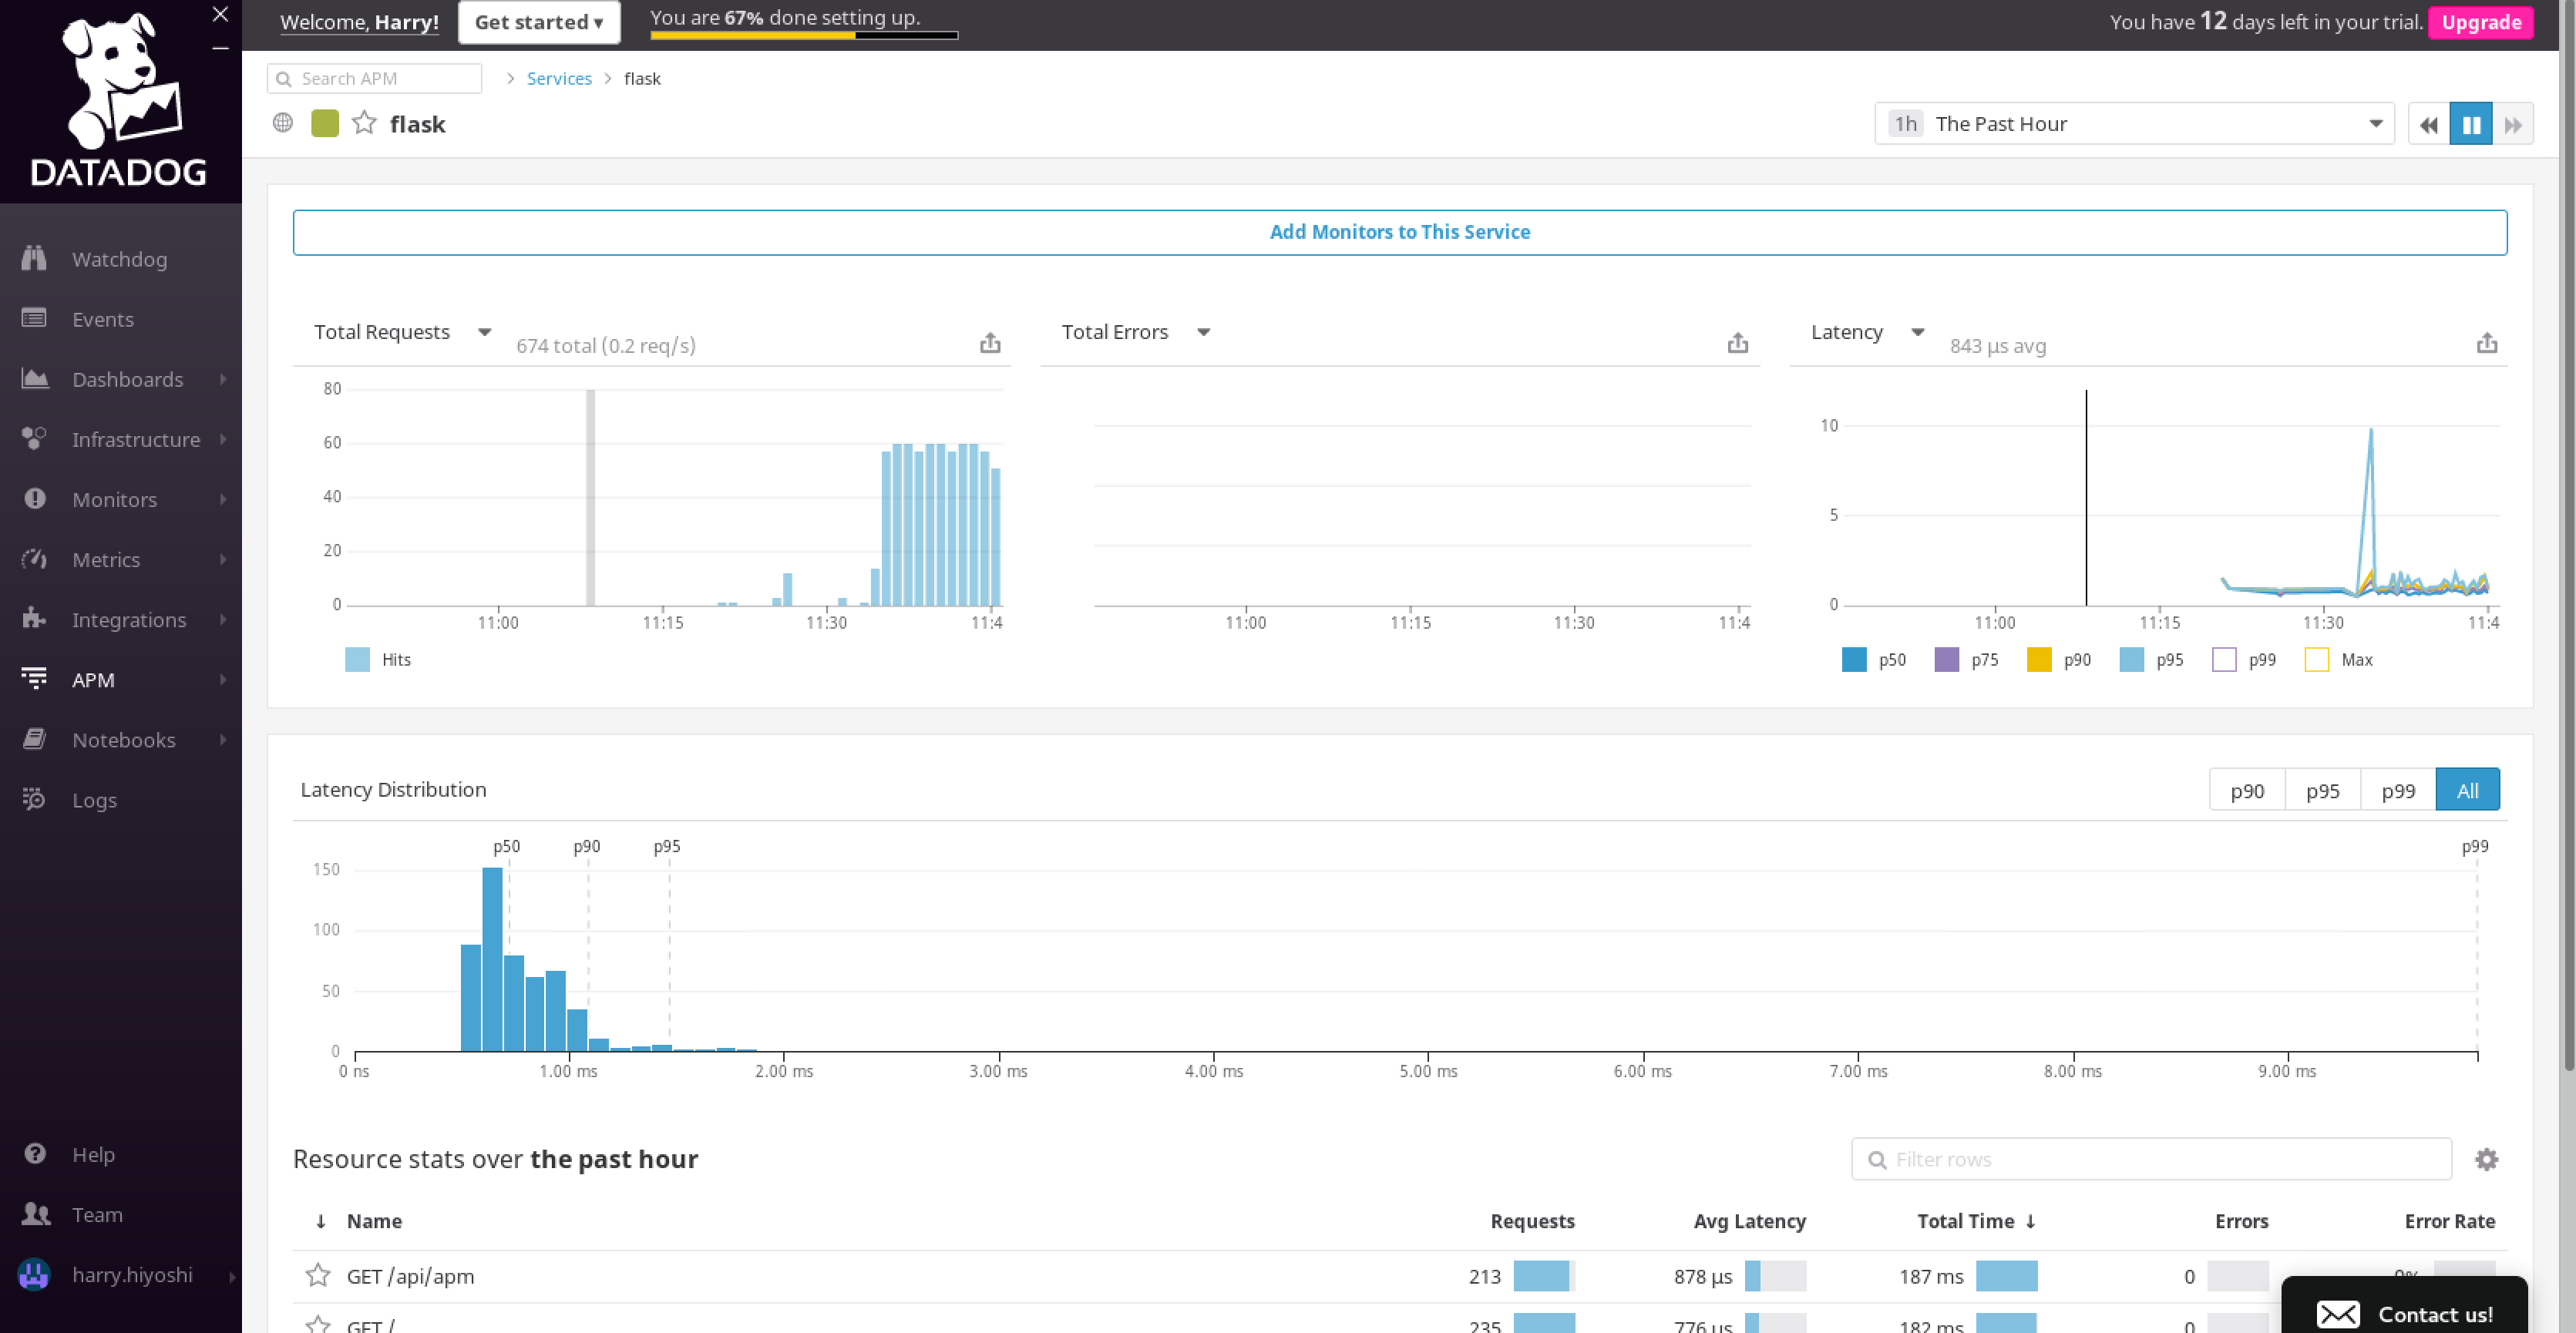 Welcome, Harry!
Get started ▾
You are 67% done setting up.
You have 12 days left in your trial.
Upgrade
DATADOG
Watchdog
Events
Dashboards
Infrastructure
Monitors
Metrics
Integrations
APM
Notebooks
Logs
Help
Team
harry.hiyoshi
Search APM
> Services > flask
flask
1h The Past Hour
Add Monitors to This Service
Total Requests
674 total (0.2 req/s)
80
60
40
20
0
11:00 11:15 11:30 11:4
Hits
Total Errors
11:00 11:15 11:30 11:4
Latency
843 µs avg
10
5
0
11:00 11:15 11:30 11:4
p50 p75 p90 p95 p99 Max
Latency Distribution
p90 p95 p99 All
p50 p90 p95 p99
150
100
50
0
0 ns 1.00 ms 2.00 ms 3.00 ms 4.00 ms 5.00 ms 6.00 ms 7.00 ms 8.00 ms 9.00 ms
Resource stats over the past hour
Filter rows
↓ Name Requests Avg Latency Total Time ↓ Errors Error Rate
GET /api/apm 213 878 µs 187 ms 0 0%
GET / 235 776 µs 182 ms 0
Contact us!